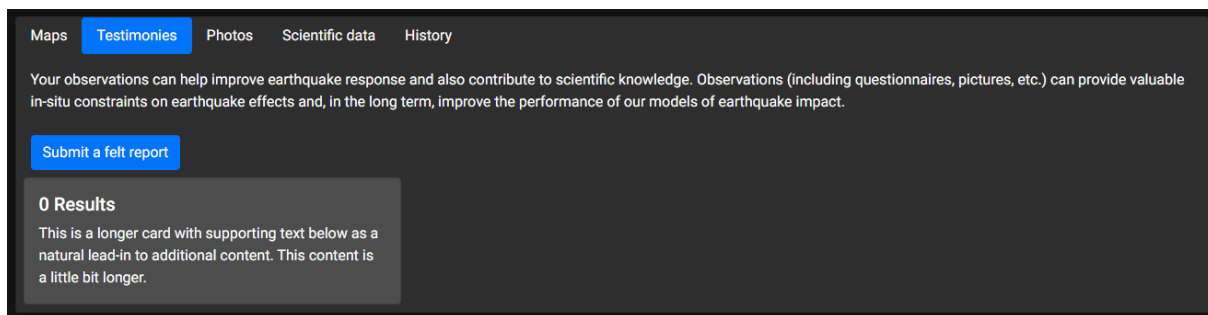 Maps Testimonies Photos Scientific data History
Your observations can help improve earthquake response and also contribute to scientific knowledge. Observations (including questionnaires, pictures, etc.) can provide valuable
in-situ constraints on earthquake effects and, in the long term, improve the performance of our models of earthquake impact.
Submit a felt report
0 Results
This is a longer card with supporting text below as a
natural lead-in to additional content. This content is
a little bit longer.